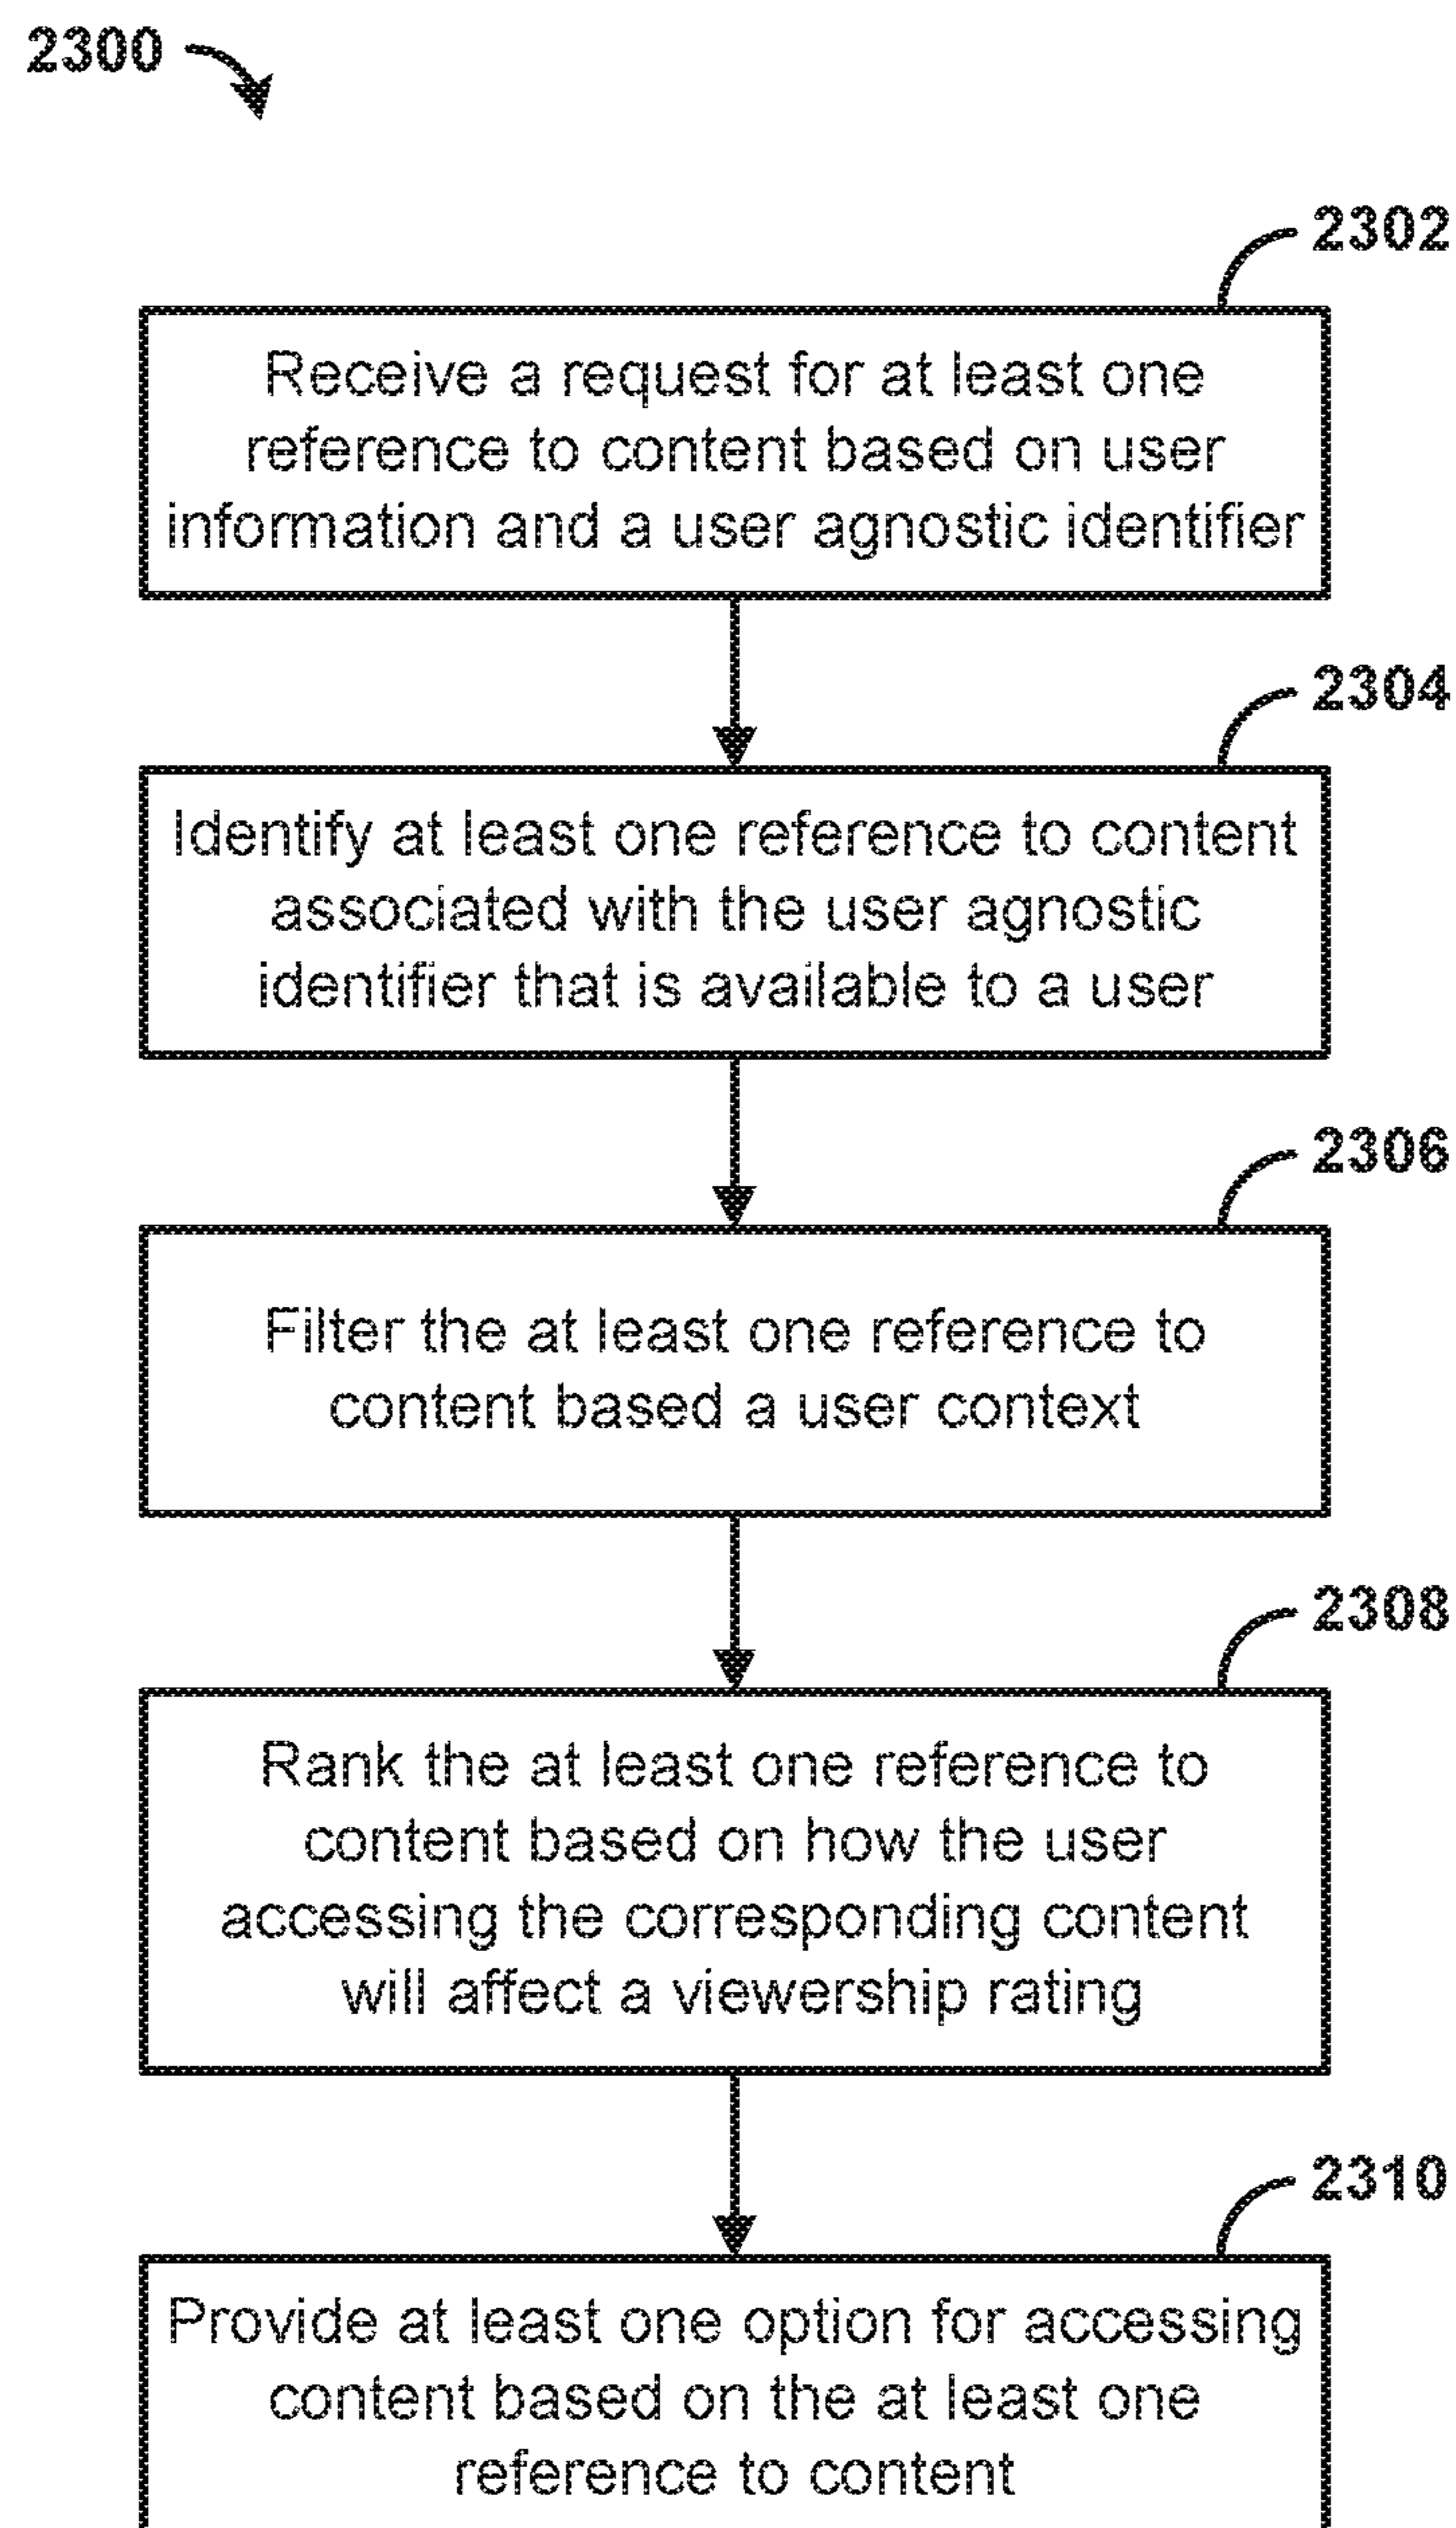 2300
2302
Receive a request for at least one
reference to content based on user
information and a user agnostic identifier
2304
Identify at least one reference to content
associated with the user agnostic
identifier that is available to a user
2306
Filter the at least one reference to
content based a user context
2308
Rank the at least one reference to
content based on how the user
accessing the corresponding content
will affect a viewership rating
2310
Provide at least one option for accessing
content based on the at least one
reference to content